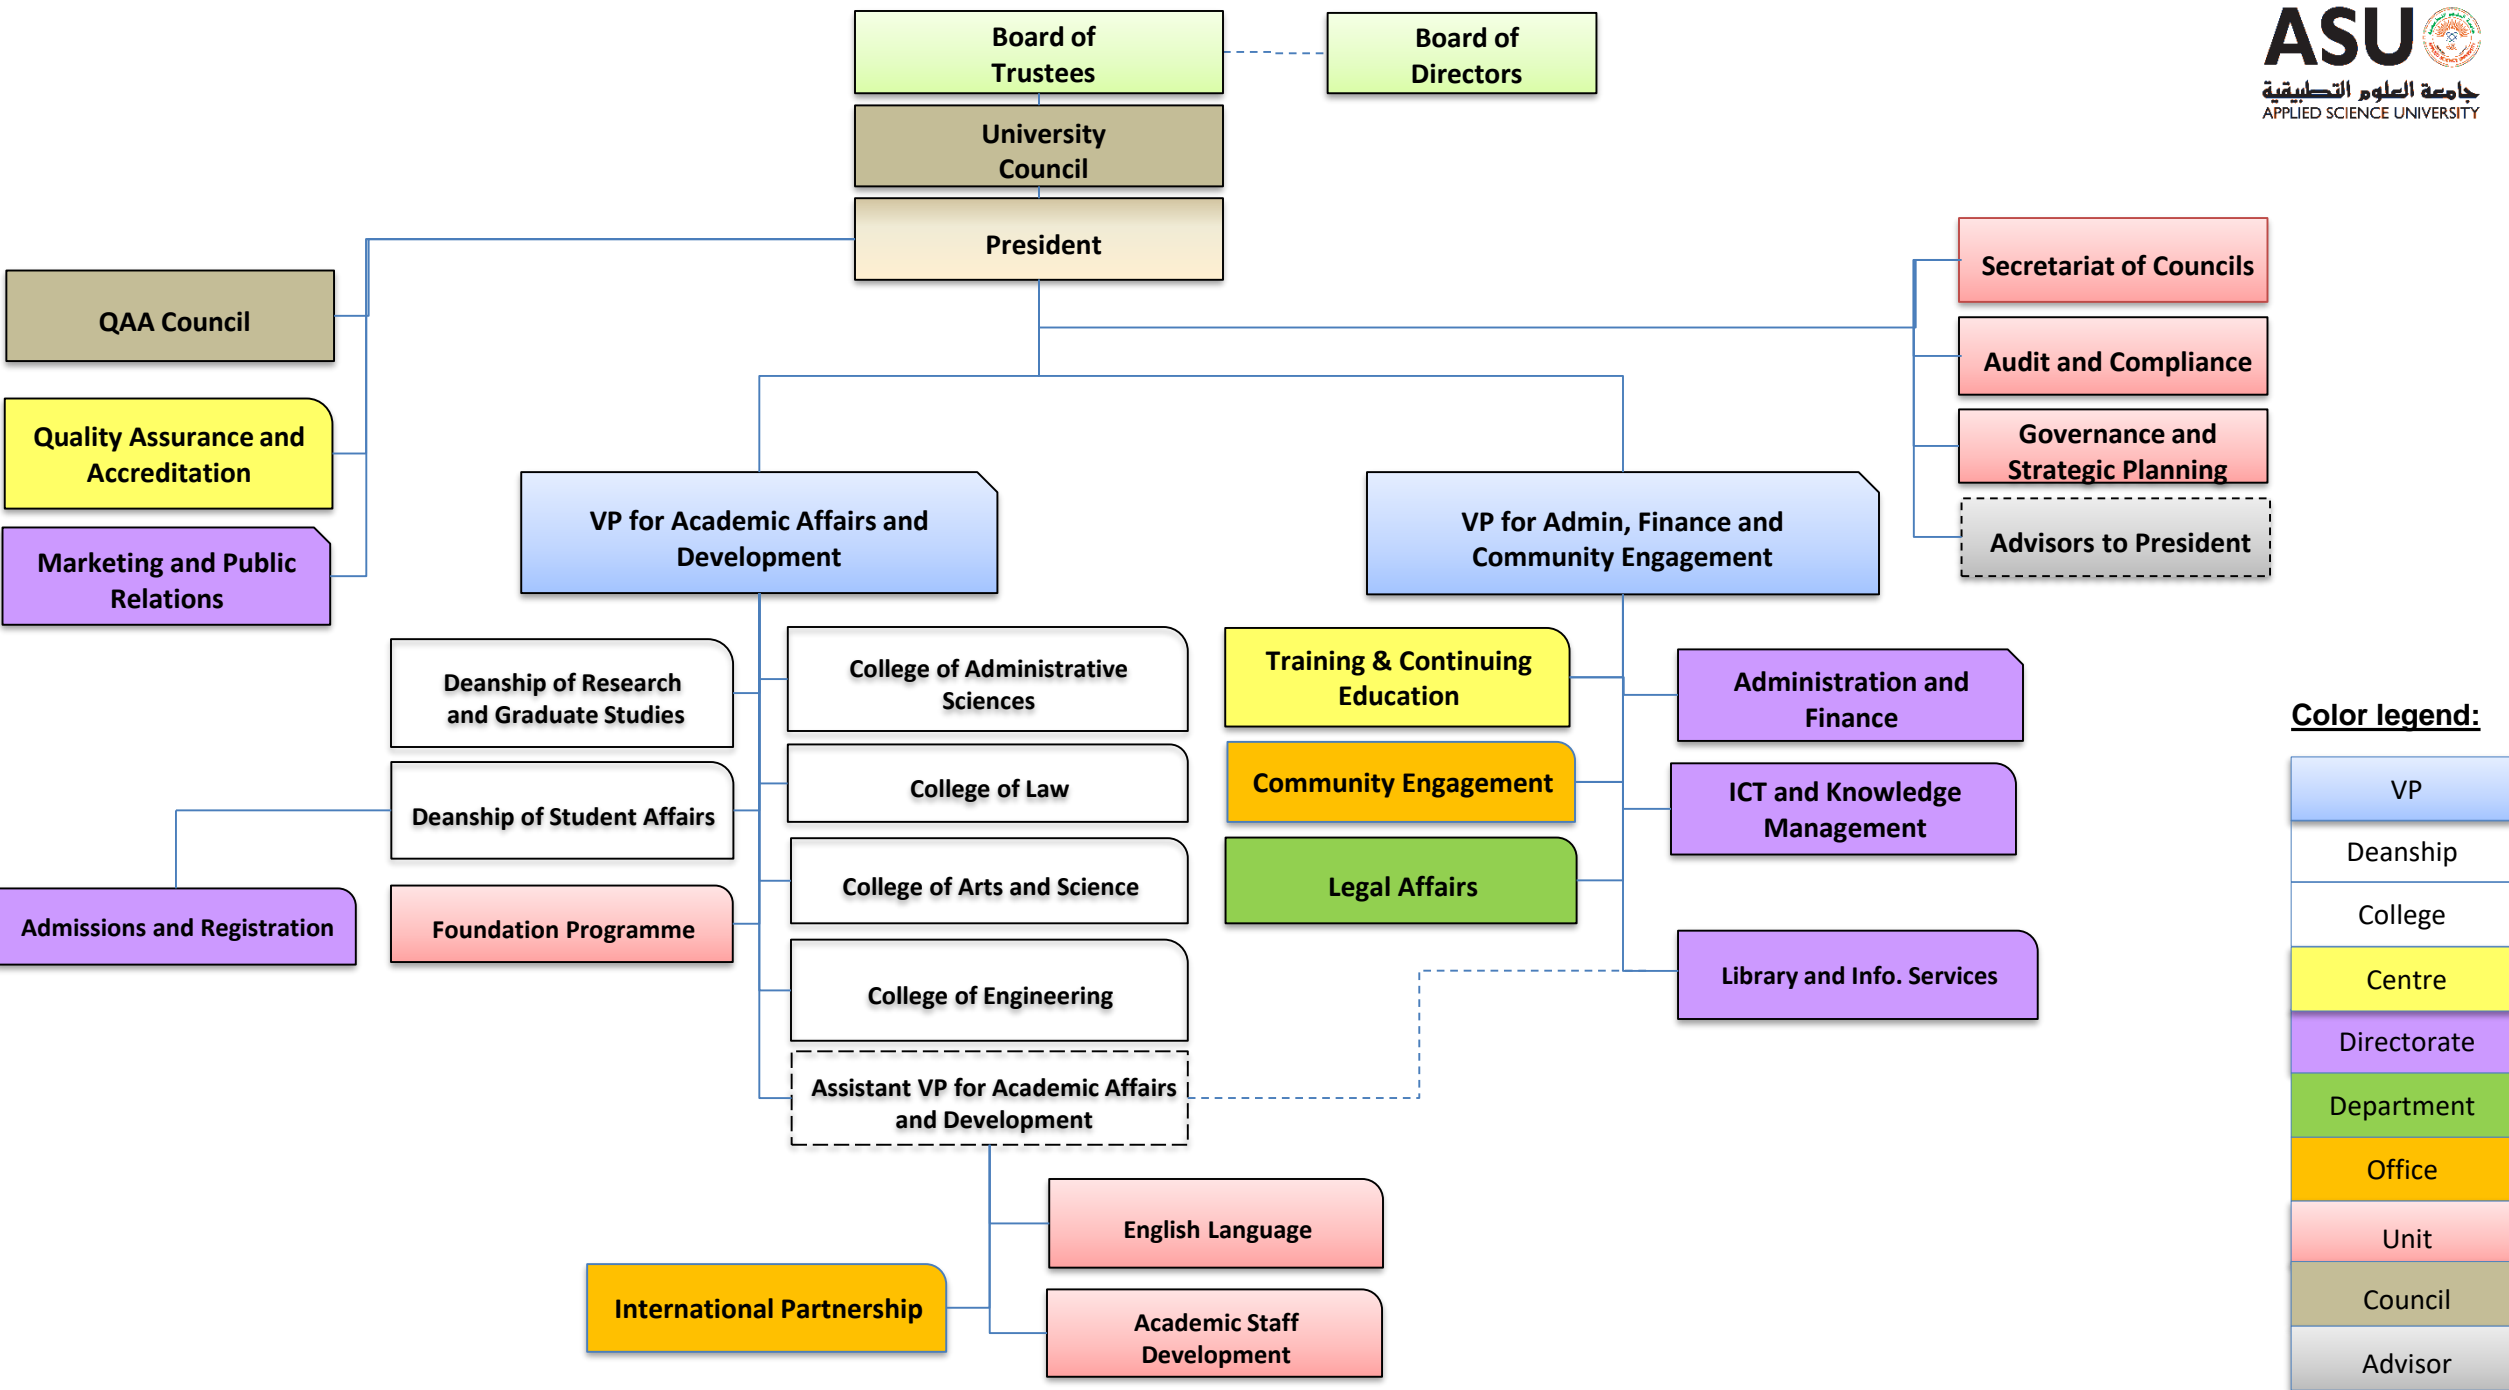 Board of
Trustees
Board of
Directors
ASU
جامعة العلوم التطبيقية
APPLIED SCIENCE UNIVERSITY
University
Council
President
Secretariat of Councils
QAA Council
Audit and Compliance
Quality Assurance and
Accreditation
Governance and
Strategic Planning
VP for Academic Affairs and
Development
VP for Admin, Finance and
Community Engagement
Advisors to President
Marketing and Public
Relations
Deanship of Research
and Graduate Studies
College of Administrative
Sciences
Training & Continuing
Education
Administration and
Finance
Deanship of Student Affairs
College of Law
Community Engagement
ICT and Knowledge
Management
Admissions and Registration
Foundation Programme
College of Arts and Science
Legal Affairs
Library and Info. Services
College of Engineering
Assistant VP for Academic Affairs
and Development
English Language
International Partnership
Academic Staff
Development
Color legend:
VP
Deanship
College
Centre
Directorate
Department
Office
Unit
Council
Advisor